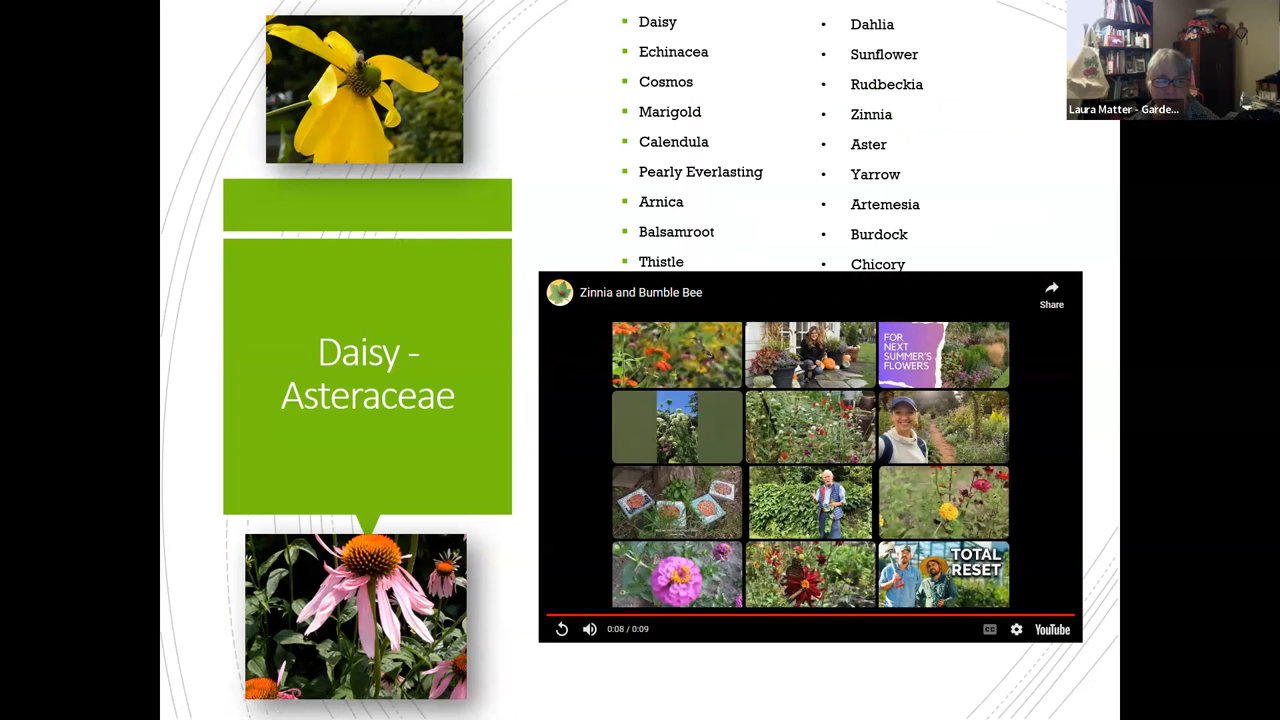 Daisy
Echinacea
Cosmos
Marigold
Calendula
Pearly Everlasting
Arnica
Balsamroot
Thistle
Dahlia
Sunflower
Rudbeckia
Zinnia
Aster
Yarrow
Artemesia
Burdock
Chicory
Laura Matter - Garde...
Daisy -
Asteraceae
Zinnia and Bumble Bee
Share
FOR
NEXT
SUMMER'S
FLOWERS
TOTAL
RESET
0:08 / 0:09
CC
YouTube